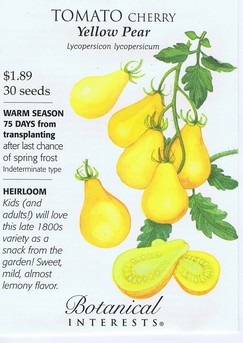 TOMATO CHERRY
Yellow Pear
Lycopersicon lycopersicum
$1.89
30 seeds
WARM SEASON
75 DAYS from
transplanting
after last chance
of spring frost
Indeterminate type
HEIRLOOM
Kids (and
adults!) will love
this late 1800s
variety as a
snack from the
garden! Sweet,
mild, almost
lemony flavor.
Botanical
INTERESTS®